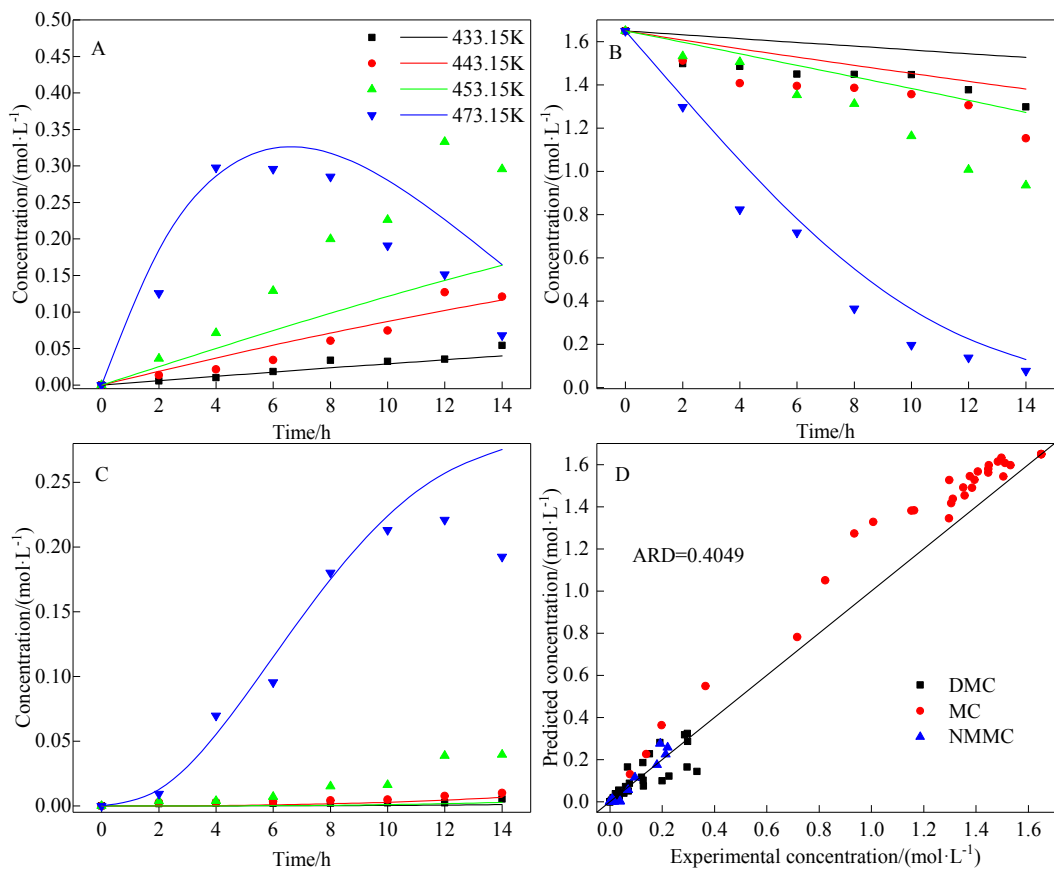 0.50
0.45
0.40
0.35
0.30
0.25
0.20
0.15
0.10
0.05
0.00
Concentration/(mol·L⁻¹)
A
433.15K
443.15K
453.15K
473.15K
0 2 4 6 8 10 12 14
Time/h
1.6
1.4
1.2
1.0
0.8
0.6
0.4
0.2
0.0
Concentration/(mol·L⁻¹)
B
0 2 4 6 8 10 12 14
Time/h
0.25
0.20
0.15
0.10
0.05
0.00
Concentration/(mol·L⁻¹)
C
0 2 4 6 8 10 12 14
Time/h
1.6
1.4
1.2
1.0
0.8
0.6
0.4
0.2
0.0
Predicted concentration/(mol·L⁻¹)
D
ARD=0.4049
DMC
MC
NMMC
0.0 0.2 0.4 0.6 0.8 1.0 1.2 1.4 1.6
Experimental concentration/(mol·L⁻¹)